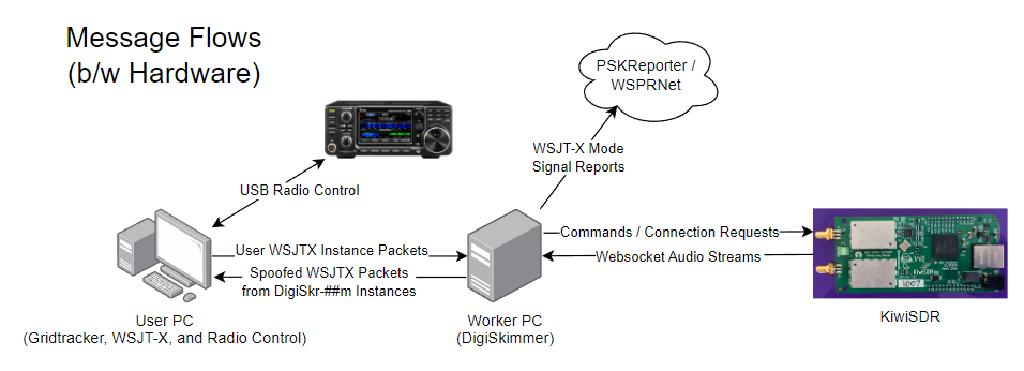 Message Flows
(b/w Hardware)
PSKReporter /
WSPRNet
WSJT-X Mode
Signal Reports
USB Radio Control
User WSJTX Instance Packets
Spoofed WSJTX Packets
from DigiSkr-##m Instances
Commands / Connection Requests
Websocket Audio Streams
User PC
(Gridtracker, WSJT-X, and Radio Control)
Worker PC
(DigiSkimmer)
KiwiSDR
KiwiSDR